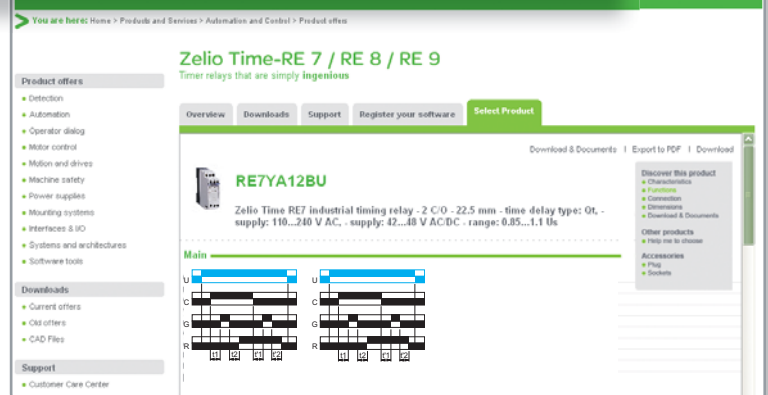 You are here: Home > Products and Services > Automation and Control > Product offers
Zelio Time-RE 7 / RE 8 / RE 9
Timer relays that are simply ingenious
Product offers
Detection
Automation
Operator dialog
Motor control
Motion and drives
Machine safety
Power supplies
Mounting systems
Interfaces & I/O
Systems and architectures
Software tools
Downloads
Current offers
Old offers
CAD Files
Support
Customer Care Center
Overview
Downloads
Support
Register your software
Select Product
Download & Documents | Export to PDF | Download
RE7YA12BU
Zelio Time RE7 industrial timing relay - 2 C/O - 22.5 mm - time delay type: Qt, -
supply: 110...240 V AC, - supply: 42...48 V AC/DC - range: 0.85...1.1 Us
Discover this product
Characteristics
Functions
Connection
Dimensions
Download & Documents
Other products
Help me to choose
Accessories
Plug
Sockets
Main
U
C
G
R
t1 t2 t'1 t'2
U
C
G
R
t1 t2 t'1 t'2